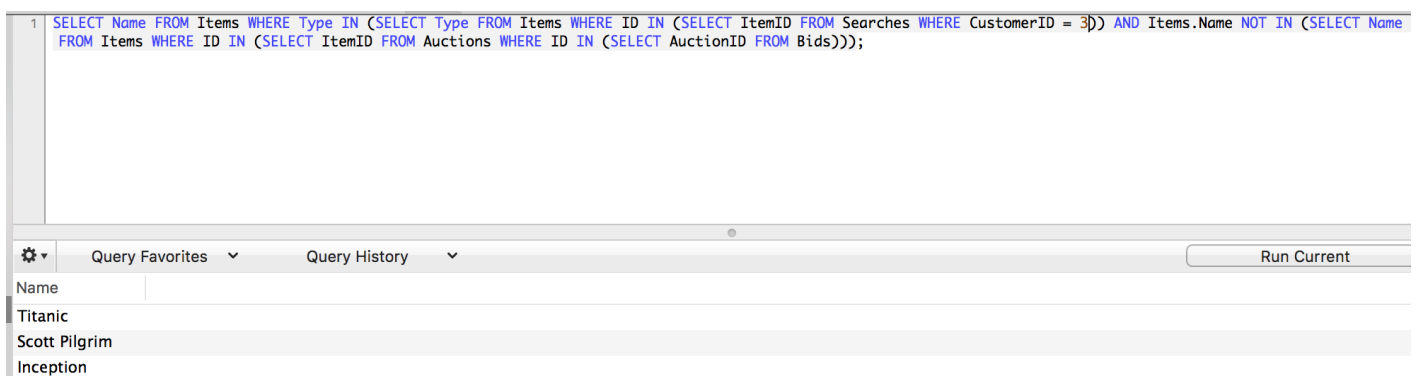 1 SELECT Name FROM Items WHERE Type IN (SELECT Type FROM Items WHERE ID IN (SELECT ItemID FROM Searches WHERE CustomerID = 3)) AND Items.Name NOT IN (SELECT Name
FROM Items WHERE ID IN (SELECT ItemID FROM Auctions WHERE ID IN (SELECT AuctionID FROM Bids)));
Query Favorites Query History Run Current
Name
Titanic
Scott Pilgrim
Inception